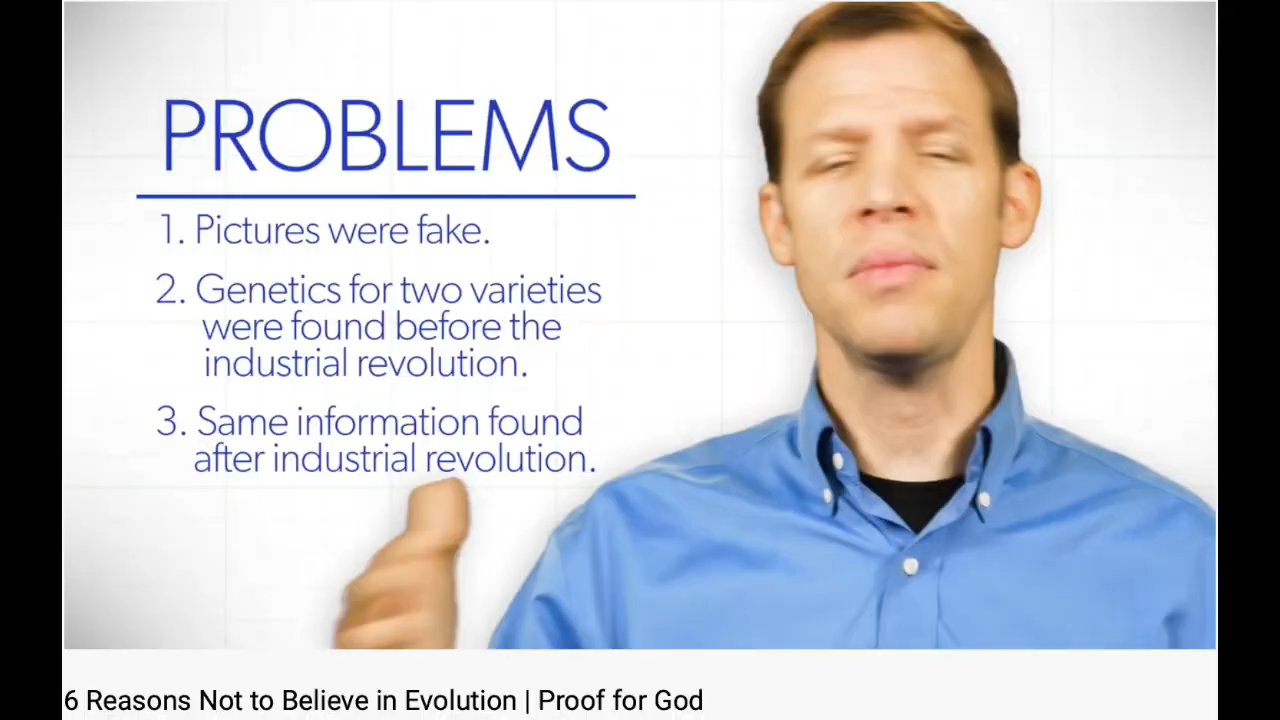 PROBLEMS
1. Pictures were fake.
2. Genetics for two varieties
were found before the
industrial revolution.
3. Same information found
after industrial revolution.
6 Reasons Not to Believe in Evolution | Proof for God